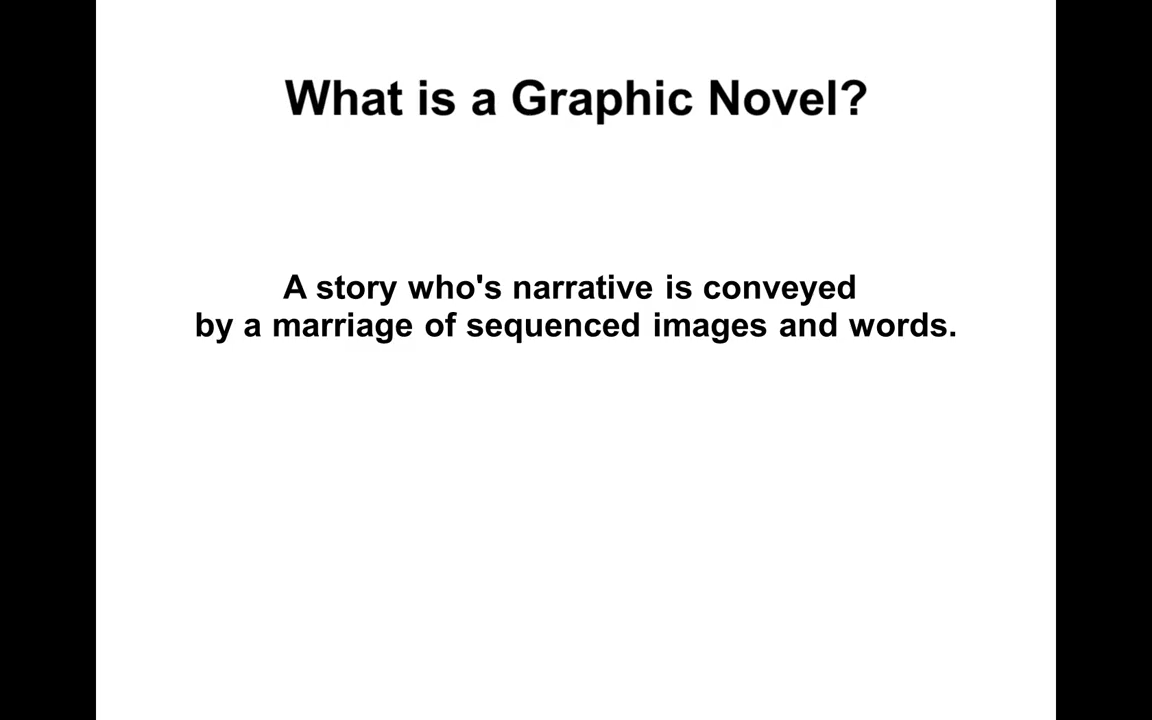 What is a Graphic Novel?
A story who's narrative is conveyed
by a marriage of sequenced images and words.